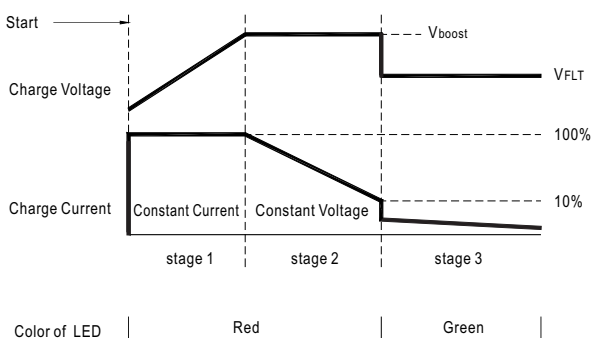 Start
Vboost
Charge Voltage
VFLT
100%
10%
Charge Current
Constant Current
Constant Voltage
stage 1
stage 2
stage 3
Color of LED
Red
Green